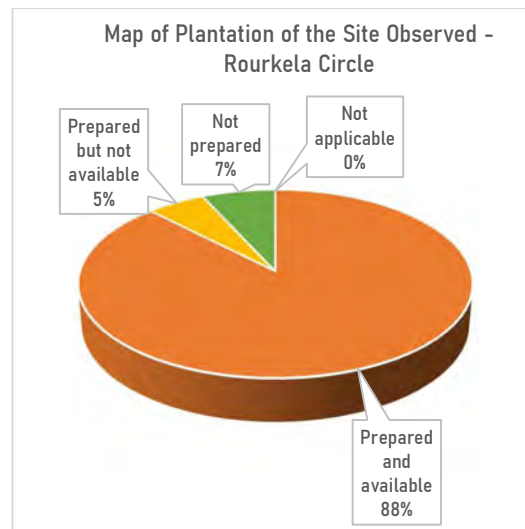 Map of Plantation of the Site Observed -
Rourkela Circle
Prepared
but not
available
5%
Not
prepared
7%
Not
applicable
0%
Prepared
and
available
88%